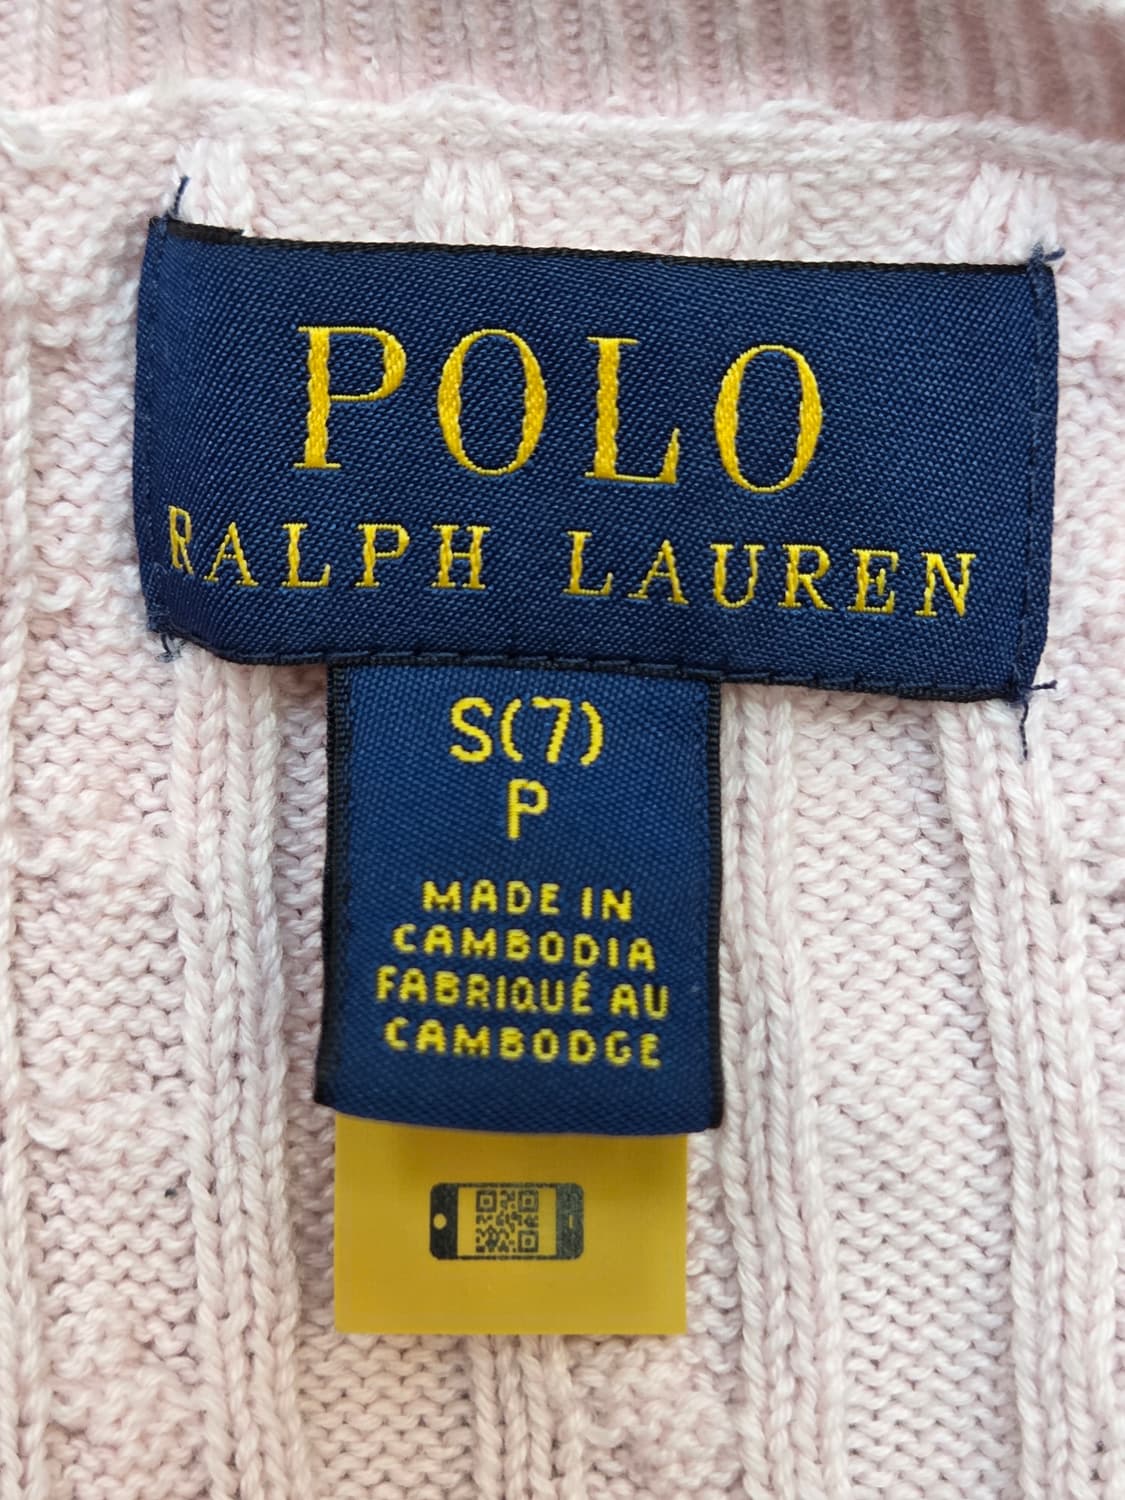 POLO
RALPH LAUREN
S(7)
P
MADE IN
CAMBODIA
FABRIQUÉ AU
CAMBODGE